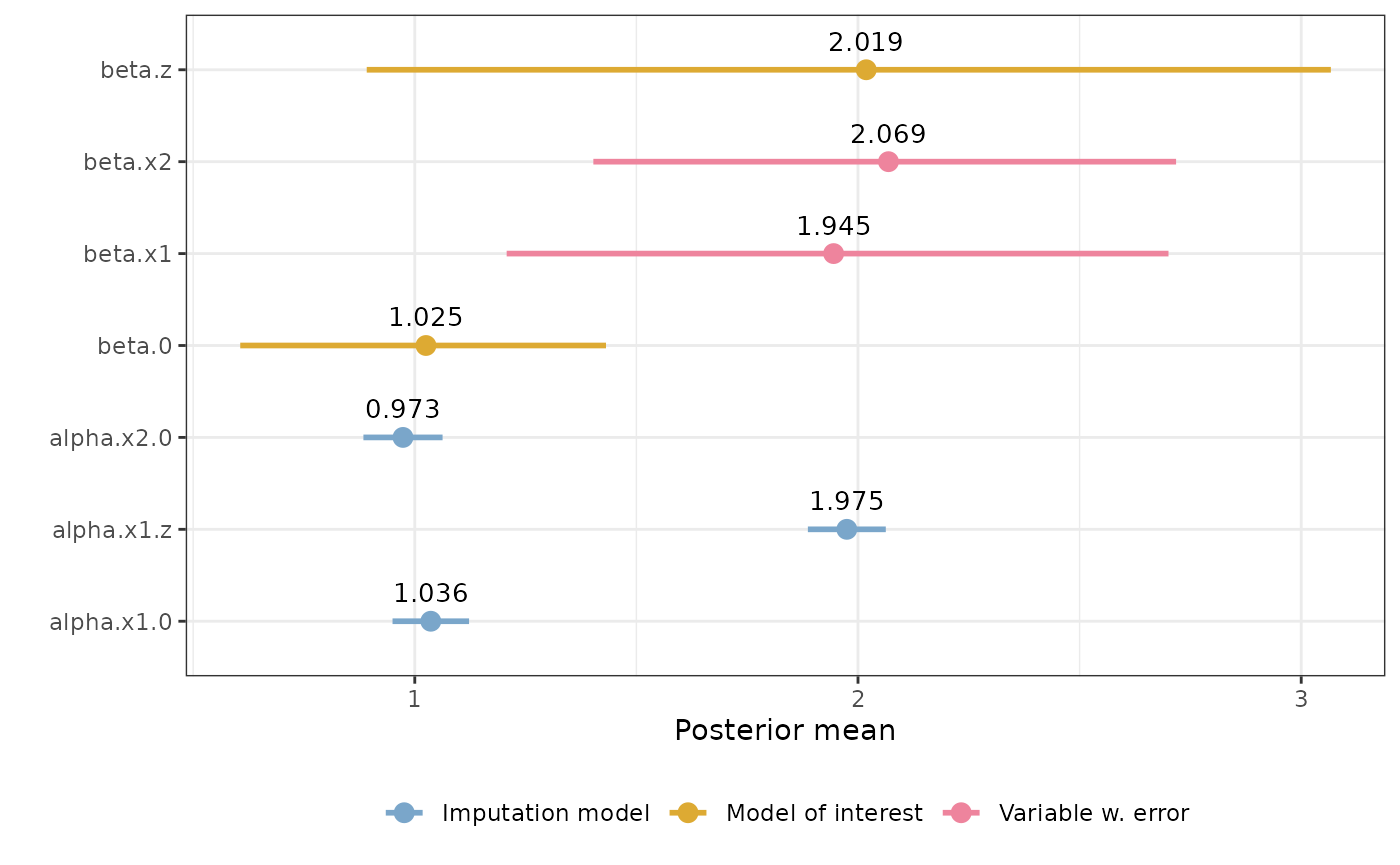 2.019
beta.z
2.069
beta.x2
1.945
beta.x1
1.025
beta.0
0.973
alpha.x2.0
1.975
alpha.x1.z
1.036
alpha.x1.0
1 2 3
Posterior mean
Imputation model Model of interest Variable w. error